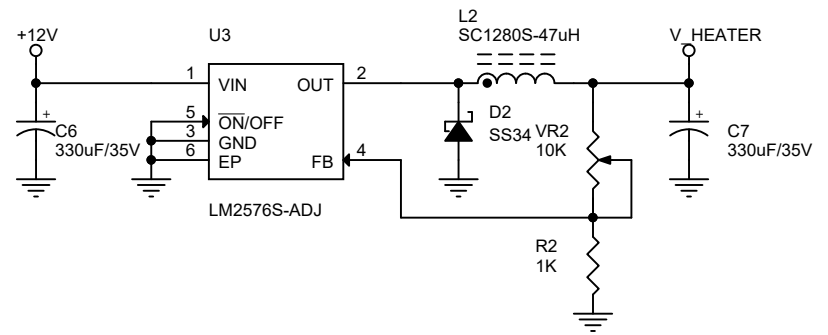 L2
SC1280S-47uH
+12V
U3
V_HEATER
1
VIN
OUT
2
5
ON/OFF
3
GND
6
EP
FB
4
+
C6
330uF/35V
D2
SS34
VR2
10K
+
C7
330uF/35V
LM2576S-ADJ
R2
1K